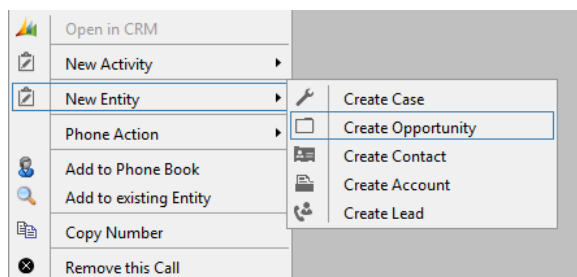 Open in CRM
New Activity
New Entity
Phone Action
Add to Phone Book
Add to existing Entity
Copy Number
Remove this Call
Create Case
Create Opportunity
Create Contact
Create Account
Create Lead